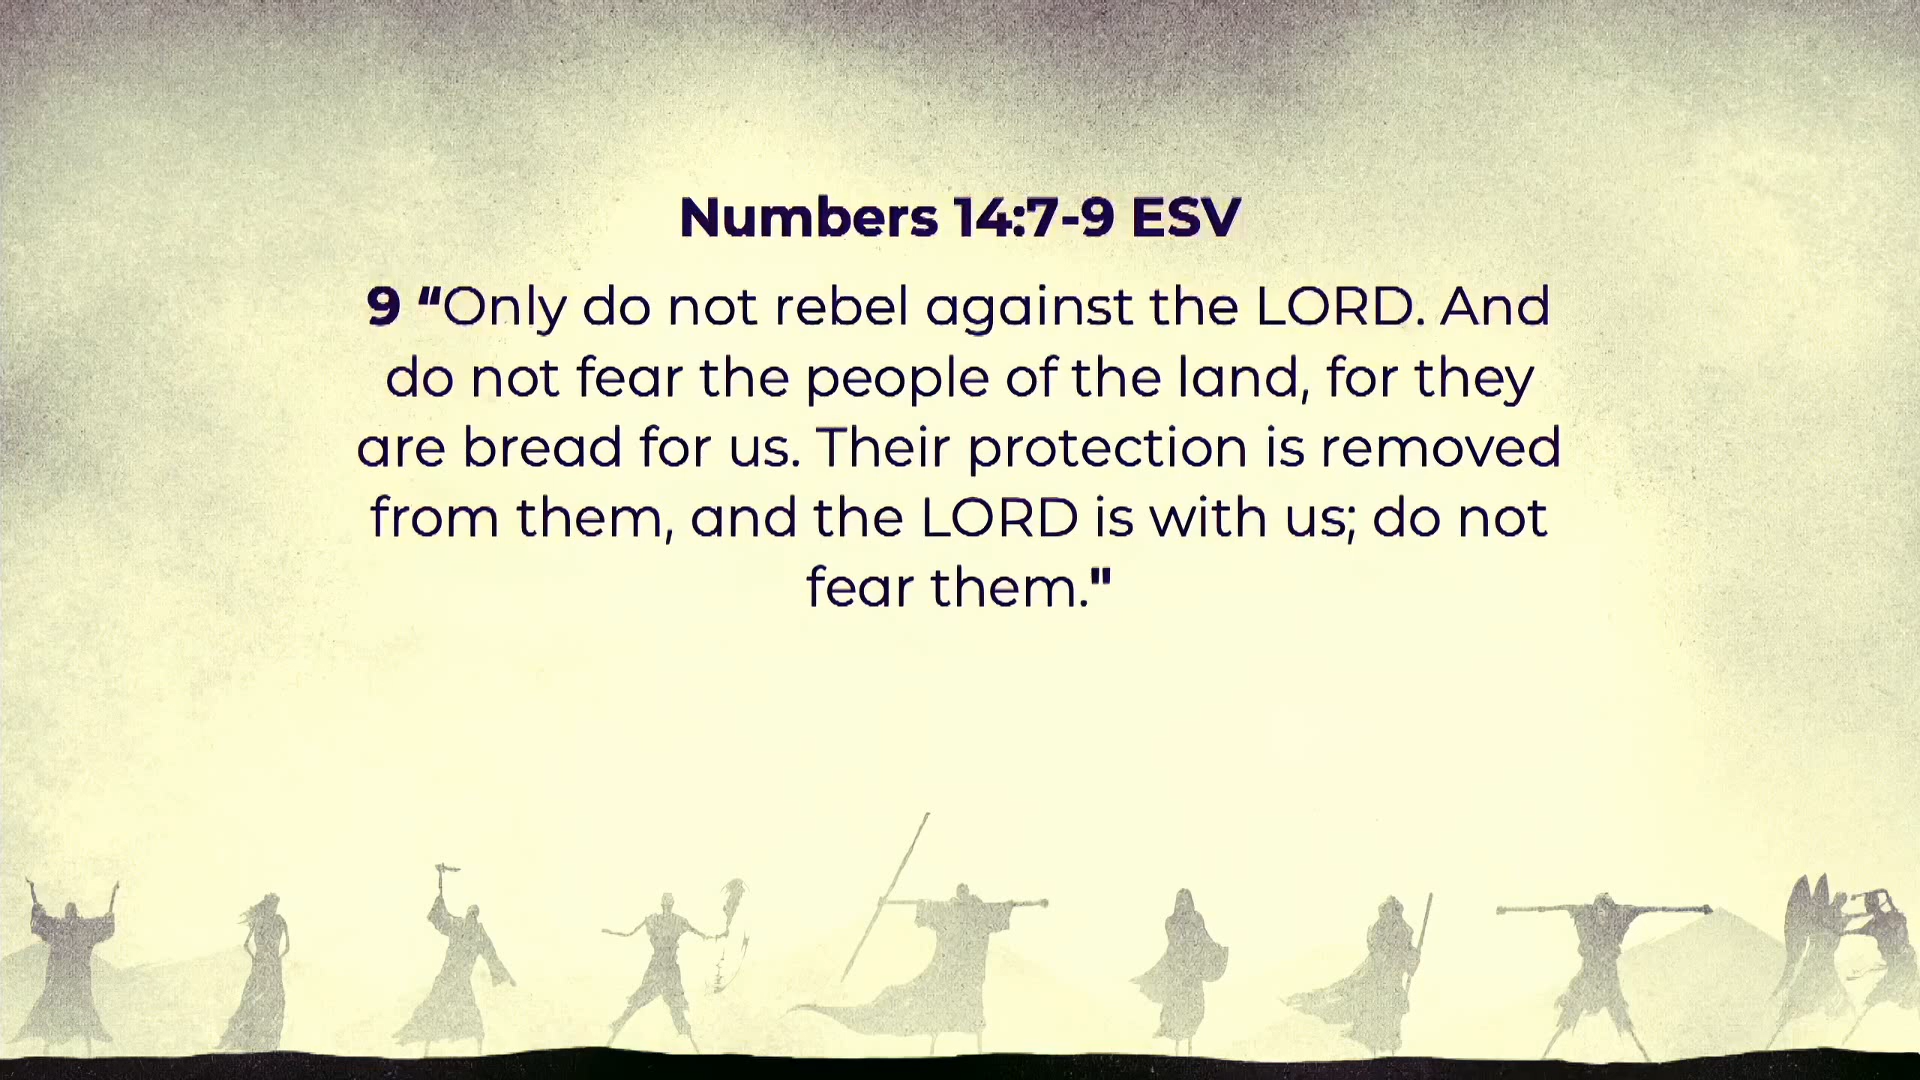 Numbers 14:7-9 ESV
9 “Only do not rebel against the LORD. And
do not fear the people of the land, for they
are bread for us. Their protection is removed
from them, and the LORD is with us; do not
fear them."